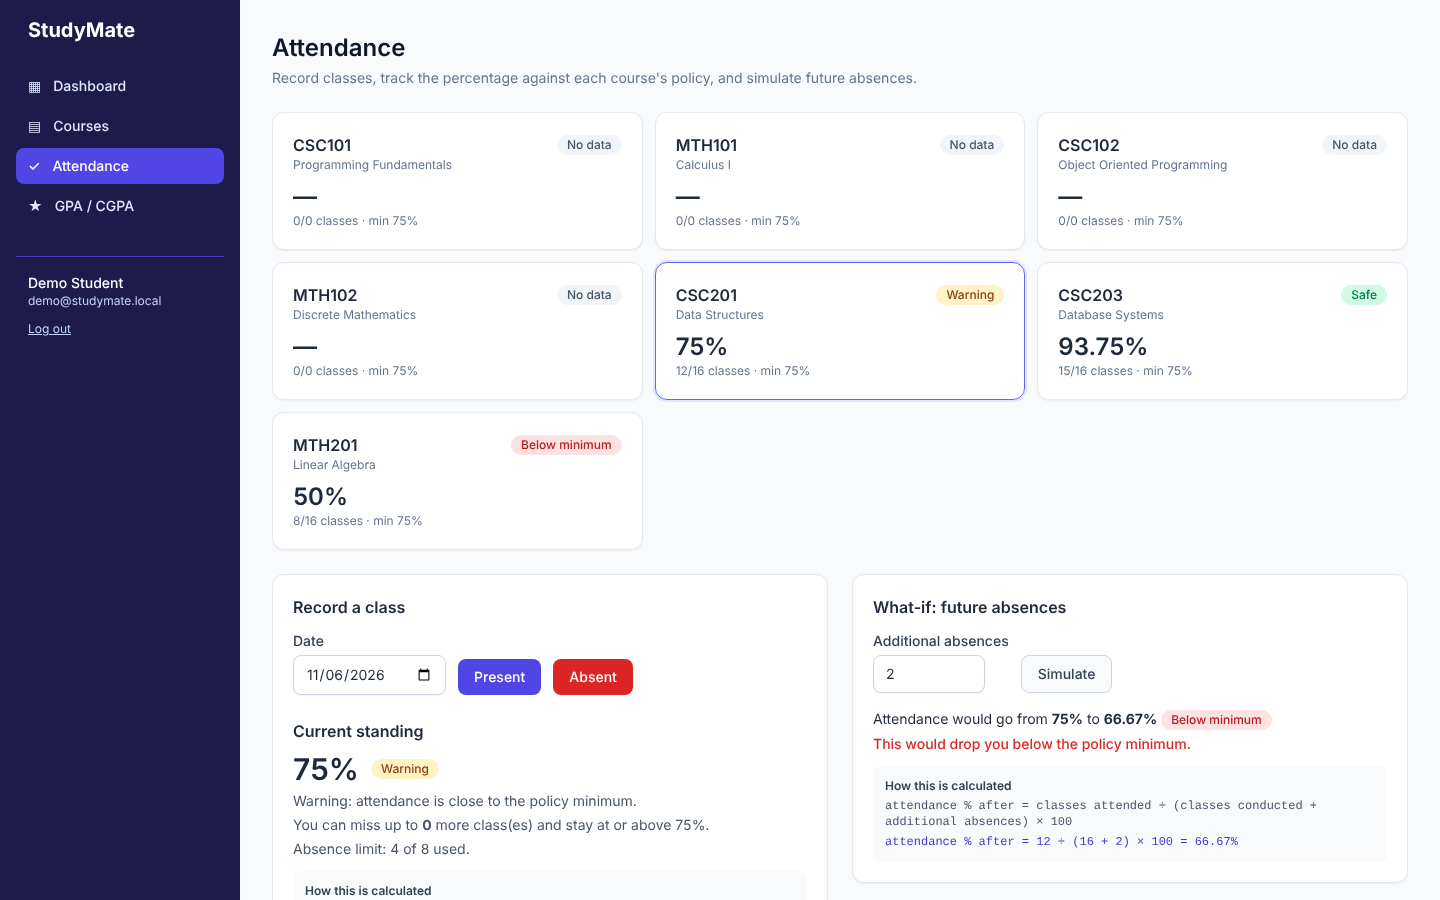 StudyMate
Dashboard
Courses
Attendance
GPA / CGPA
Demo Student
demo@studymate.local
Log out
Attendance
Record classes, track the percentage against each course's policy, and simulate future absences.
CSC101
No data
Programming Fundamentals
—
0/0 classes · min 75%
MTH101
No data
Calculus I
—
0/0 classes · min 75%
CSC102
No data
Object Oriented Programming
—
0/0 classes · min 75%
MTH102
No data
Discrete Mathematics
—
0/0 classes · min 75%
CSC201
Warning
Data Structures
75%
12/16 classes · min 75%
CSC203
Safe
Database Systems
93.75%
15/16 classes · min 75%
MTH201
Below minimum
Linear Algebra
50%
8/16 classes · min 75%
Record a class
Date
11/06/2026
Present
Absent
Current standing
75%
Warning
Warning: attendance is close to the policy minimum.
You can miss up to 0 more class(es) and stay at or above 75%.
Absence limit: 4 of 8 used.
How this is calculated
What-if: future absences
Additional absences
2
Simulate
Attendance would go from 75% to 66.67% Below minimum
This would drop you below the policy minimum.
How this is calculated
attendance % after = classes attended ÷ (classes conducted +
additional absences) × 100
attendance % after = 12 ÷ (16 + 2) × 100 = 66.67%